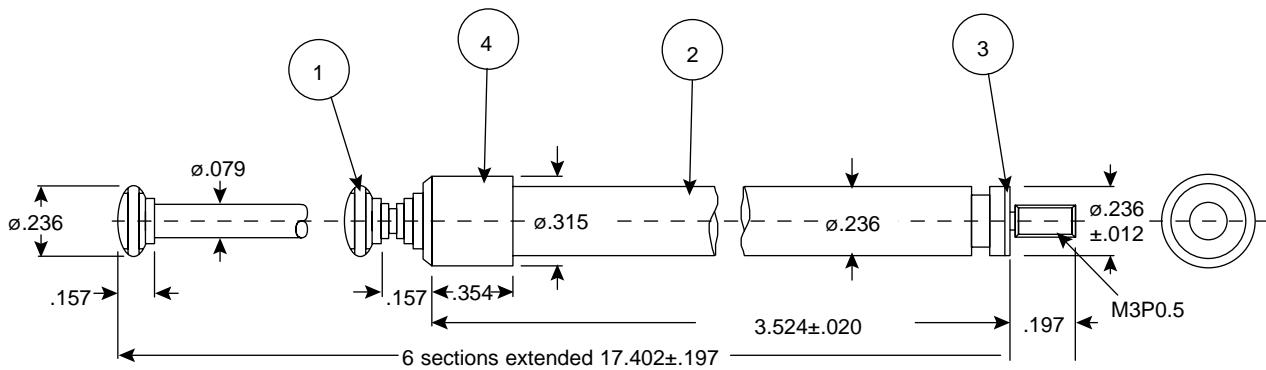 4
3
2
1
ø.079
ø.236
ø.315
ø.236
ø.236
±.012
.157
.157
.354
M3P0.5
3.524±.020
.197
6 sections extended 17.402±.197